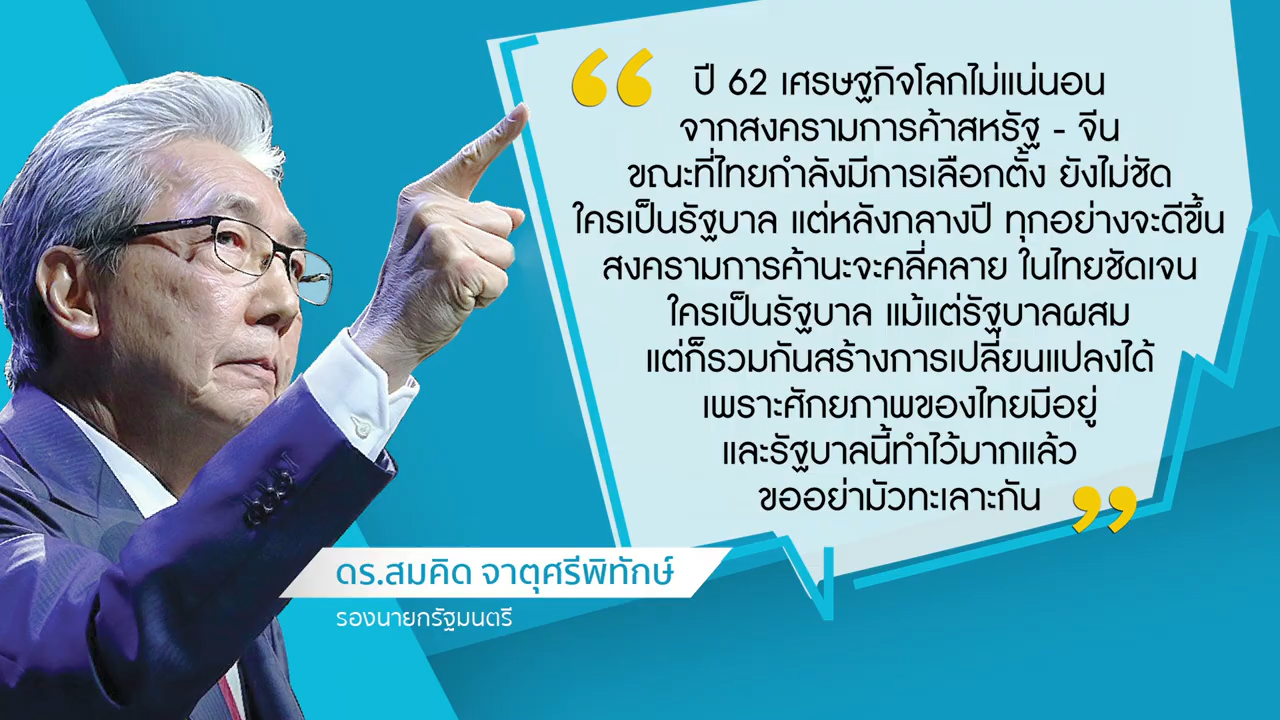 “ ปี 62 เศรษฐกิจโลกไม่แน่นอน
จากสงครามการค้าสหรัฐ - จีน
ขณะที่ไทยกำลังมีการเลือกตั้ง ยังไม่ชัด
ใครเป็นรัฐบาล แต่หลังกลางปี ทุกอย่างจะดีขึ้น
สงครามการค้านะจะคลี่คลาย ในไทยชัดเจน
ใครเป็นรัฐบาล แม้แต่รัฐบาลผสม
แต่ก็รวมกันสร้างการเปลี่ยนแปลงได้
เพราะศักยภาพของไทยมีอยู่
และรัฐบาลนี้ทำไว้มากแล้ว
ขออย่ามัวทะเลาะกัน ”
ดร.สมคิด จาตุศรีพิทักษ์
รองนายกรัฐมนตรี